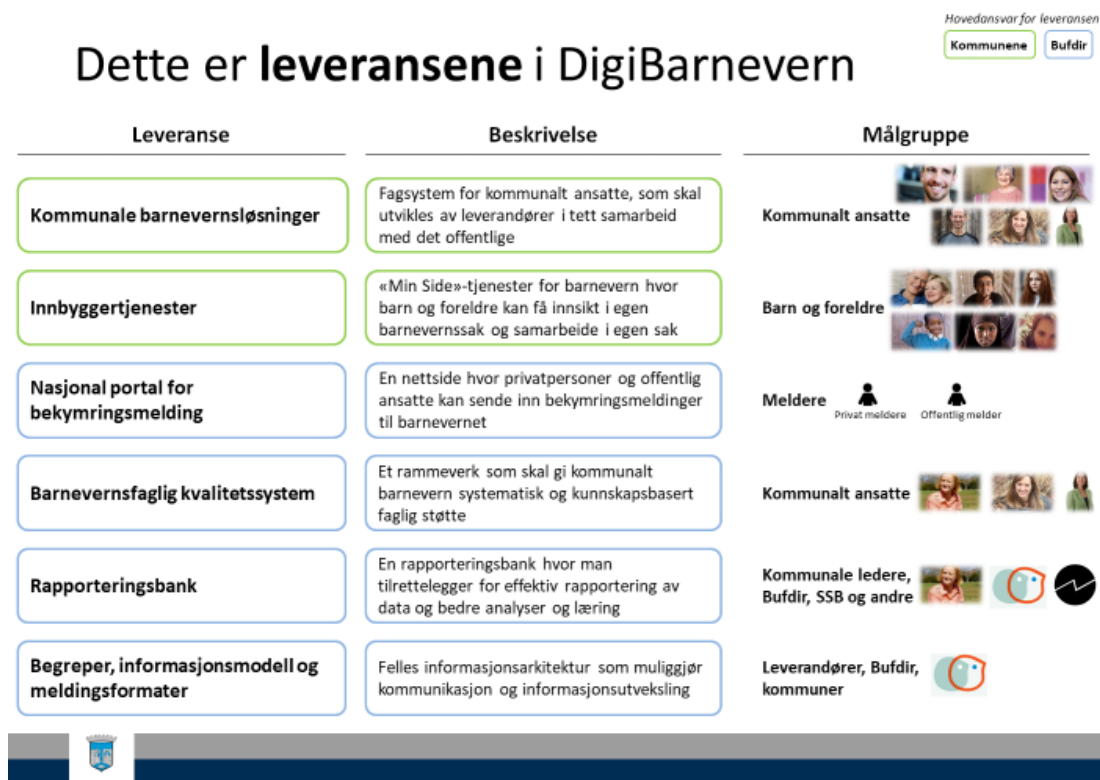 Hovedansvar for leveransen
Kommunene
Bufdir
Dette er leveransene i DigiBarnevern
Leveranse
Beskrivelse
Målgruppe
Kommunale barnevernsløsninger
Fagsystem for kommunalt ansatte, som skal
utvikles av leverandører i tett samarbeid
med det offentlige
Kommunalt ansatte
Innbyggertjenester
«Min Side»-tjenester for barnevern hvor
barn og foreldre kan få innsikt i egen
barnevernssak og samarbeide i egen sak
Barn og foreldre
Nasjonal portal for
bekymringsmelding
En nettside hvor privatpersoner og offentlig
ansatte kan sende inn bekymringsmeldinger
til barnevernet
Meldere
Privat meldere
Offentlig melder
Barnevernsfaglig kvalitetssystem
Et rammeverk som skal gi kommunalt
barnevern systematisk og kunnskapsbasert
faglig støtte
Kommunalt ansatte
Rapporteringsbank
En rapporteringsbank hvor man
tilrettelegger for effektiv rapportering av
data og bedre analyser og læring
Kommunale ledere,
Bufdir, SSB og andre
Begreper, informasjonsmodell og
meldingsformater
Felles informasjonsarkitektur som muliggjør
kommunikasjon og informasjonsutveksling
Leverandører, Bufdir,
kommuner